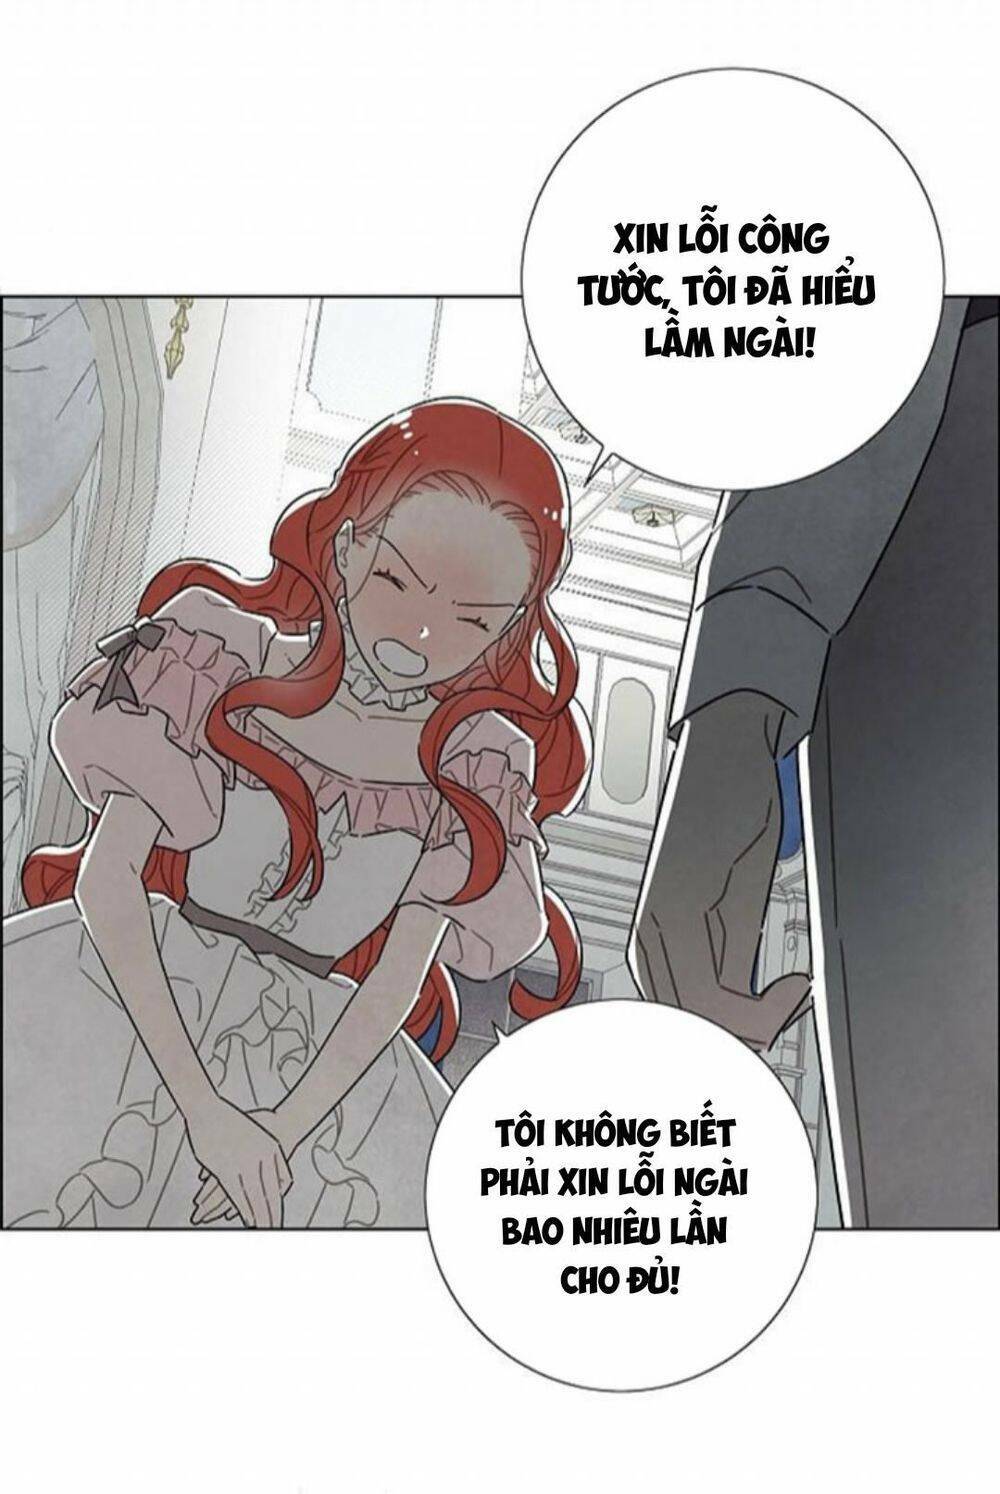 XIN LỖI CÔNG
TƯỚC, TÔI ĐÃ HIỂU
LẦM NGÀI!
TÔI KHÔNG BIẾT
PHẢI XIN LỖI NGÀI
BAO NHIÊU LẦN
CHO ĐỦ!